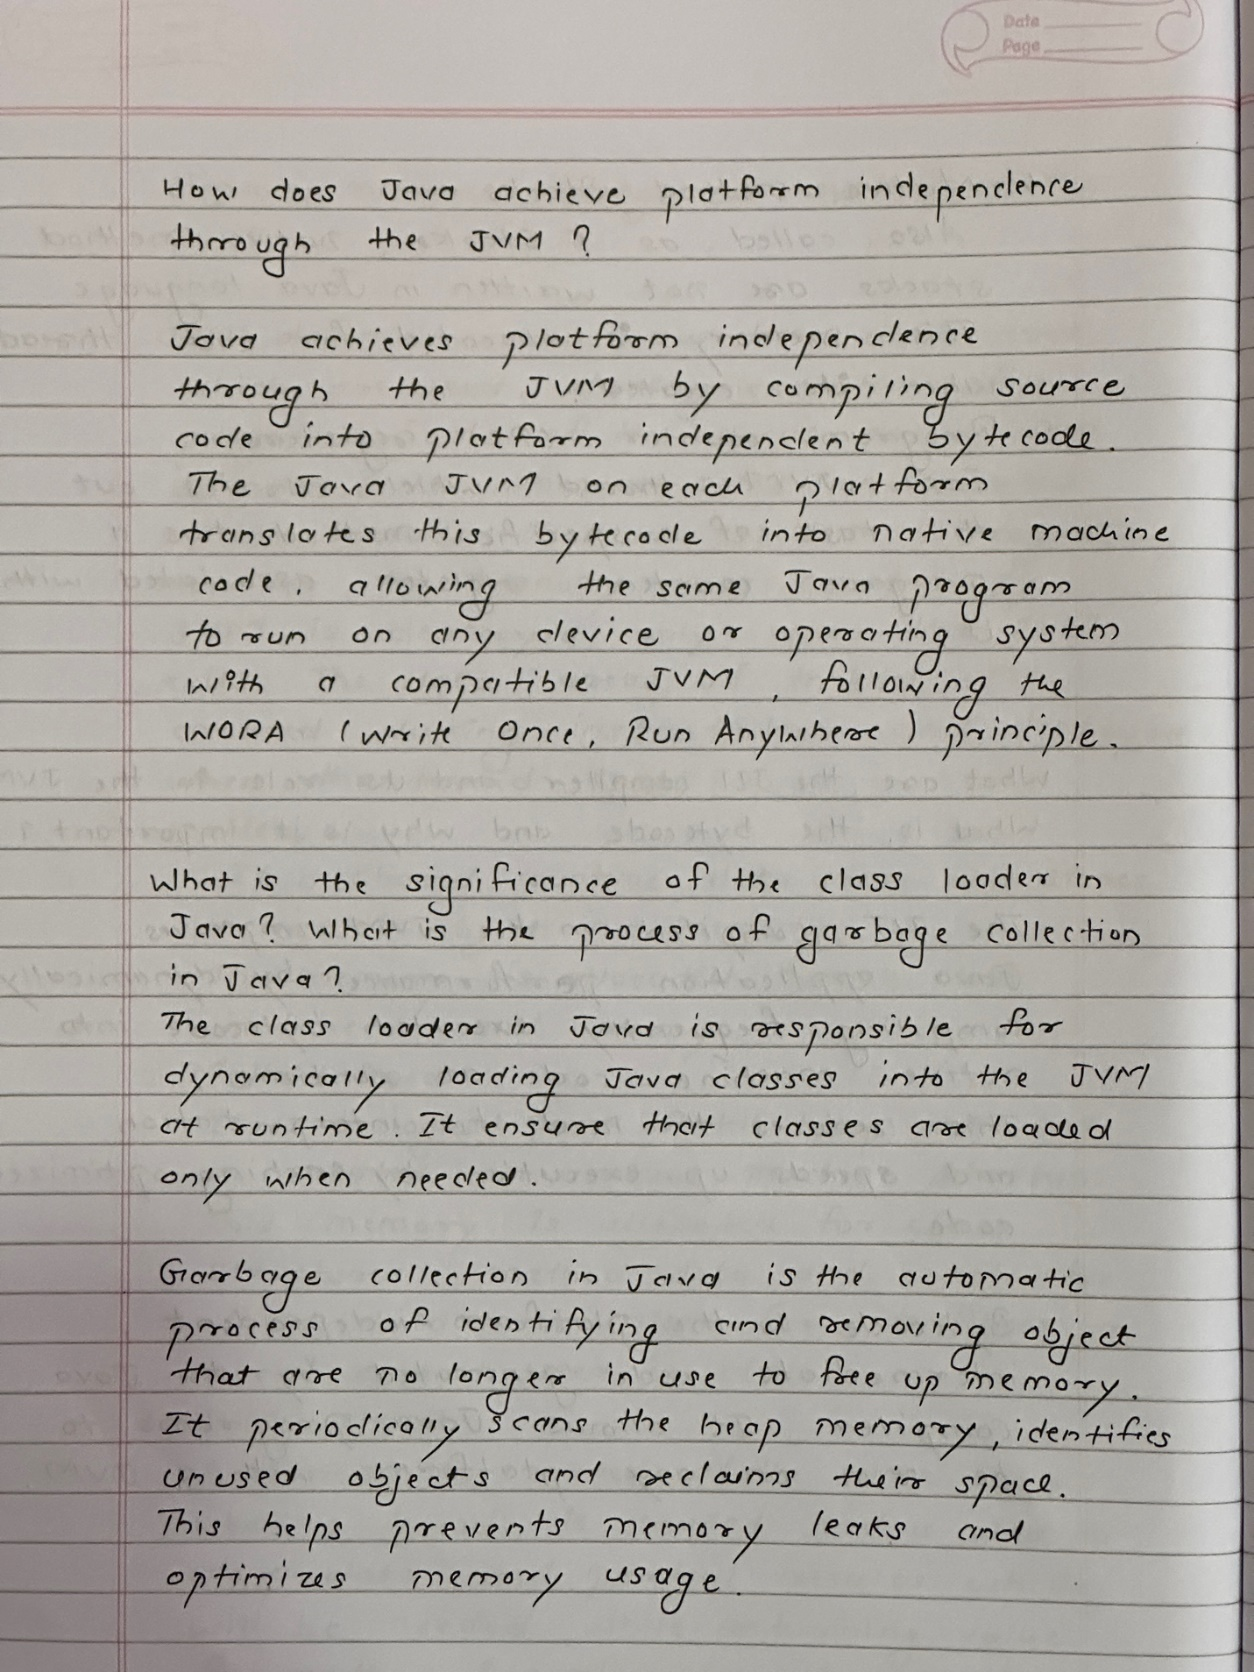 Date
Page
How does Java achieve platform independence
through the JVM ?
Java achieves platform independence
through the JVM by compiling source
code into platform independent bytecode.
The Java JVM on each platform
translates this bytecode into native machine
code, allowing the same Java program
to run on any device or operating system
with a compatible JVM , following the
WORA (Write Once, Run Anywhere) principle.
What is the significance of the class loader in
Java? What is the process of garbage collection
in Java?
The class loader in Java is responsible for
dynamically loading Java classes into the JVM
at runtime. It ensure that classes are loaded
only when needed.
Garbage collection in Java is the automatic
process of identifying and removing object
that are no longer in use to free up memory.
It periodically scans the heap memory, identifies
unused objects and reclaims their space.
This helps prevents memory leaks and
optimizes memory usage.